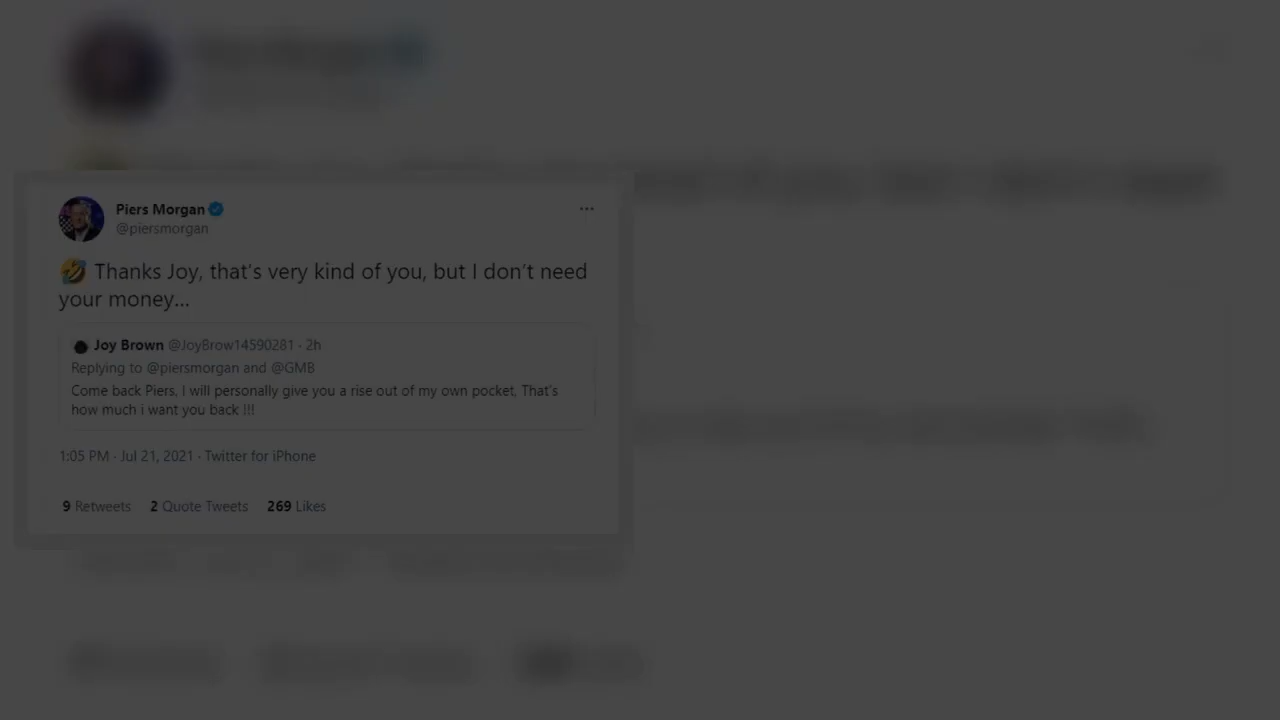 Piers Morgan
@piersmorgan
🤣 Thanks Joy, that's very kind of you, but I don't need
your money...
Joy Brown @JoyBrow14590281 · 2h
Replying to @piersmorgan and @GMB
Come back Piers, I will personally give you a rise out of my own pocket, That's
how much i want you back !!!
1:05 PM · Jul 21, 2021 · Twitter for iPhone
9 Retweets 2 Quote Tweets 269 Likes